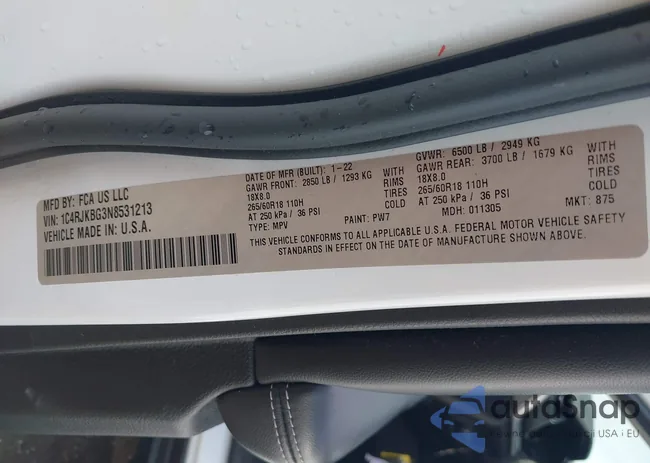 MFD BY: FCA US LLC
VIN: 1C4RJKBG3N8531213
VEHICLE MADE IN: U.S.A.
DATE OF MFR (BUILT): 1-22
GAWR FRONT: 2850 LB / 1293 KG WITH
18X8.0 RIMS
265/60R18 110H TIRES
AT 250 kPa / 36 PSI COLD
TYPE: MPV PAINT: PW7
GVWR: 6500 LB / 2949 KG
GAWR REAR: 3700 LB / 1679 KG WITH
18X8.0 RIMS
265/60R18 110H TIRES
AT 250 kPa / 36 PSI COLD
MDH: 011305 MKT: 875
THIS VEHICLE CONFORMS TO ALL APPLICABLE U.S.A. FEDERAL MOTOR VEHICLE SAFETY
STANDARDS IN EFFECT ON THE DATE OF MANUFACTURE SHOWN ABOVE.
autoSnap
USA i EU